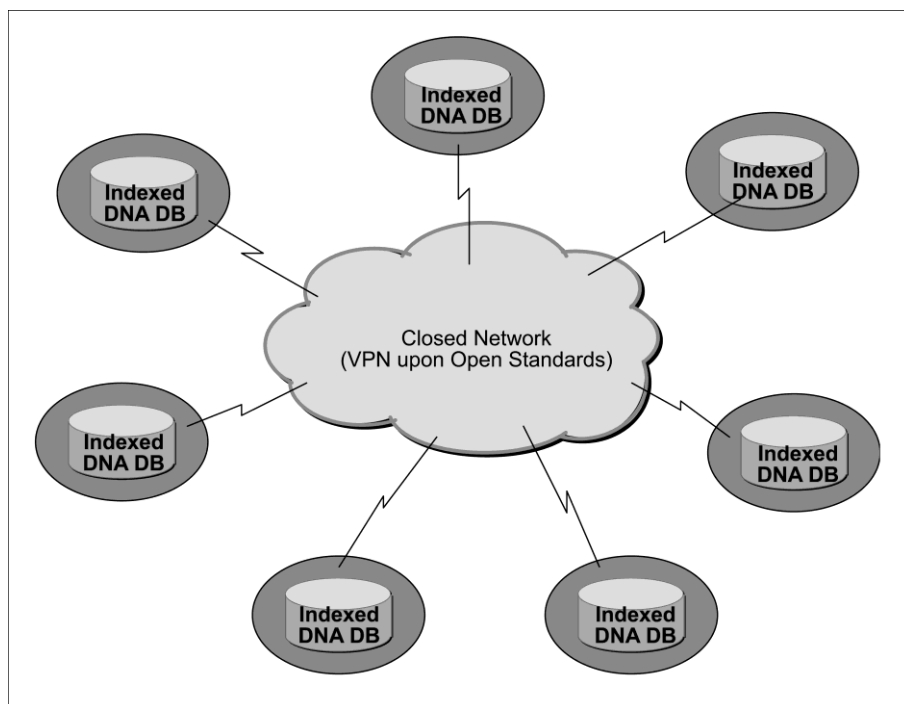 Indexed
DNA DB
Indexed
DNA DB
Indexed
DNA DB
Closed Network
(VPN upon Open Standards)
Indexed
DNA DB
Indexed
DNA DB
Indexed
DNA DB
Indexed
DNA DB